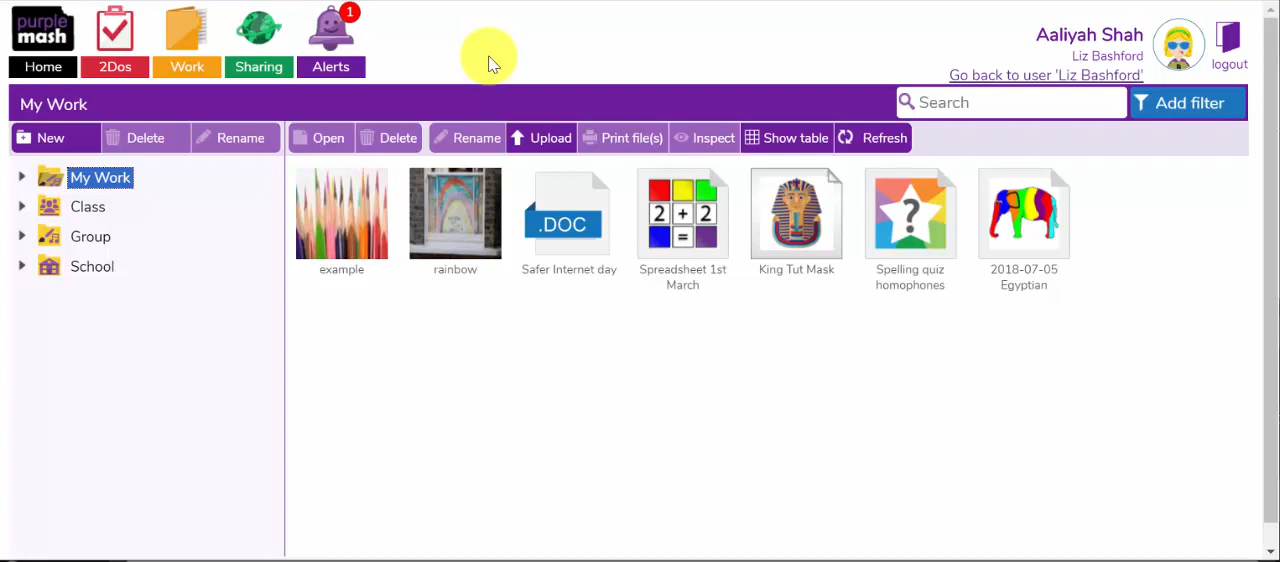 purple
mash
1
Home
2Dos
Work
Sharing
Alerts
Aaliyah Shah
Liz Bashford
Go back to user 'Liz Bashford'
logout
My Work
Search
Add filter
New
Delete
Rename
Open
Delete
Rename
Upload
Print file(s)
Inspect
Show table
Refresh
My Work
Class
Group
School
example
rainbow
.DOC
Safer Internet day
2 + 2
=
Spreadsheet 1st
March
King Tut Mask
?
Spelling quiz
homophones
2018-07-05
Egyptian